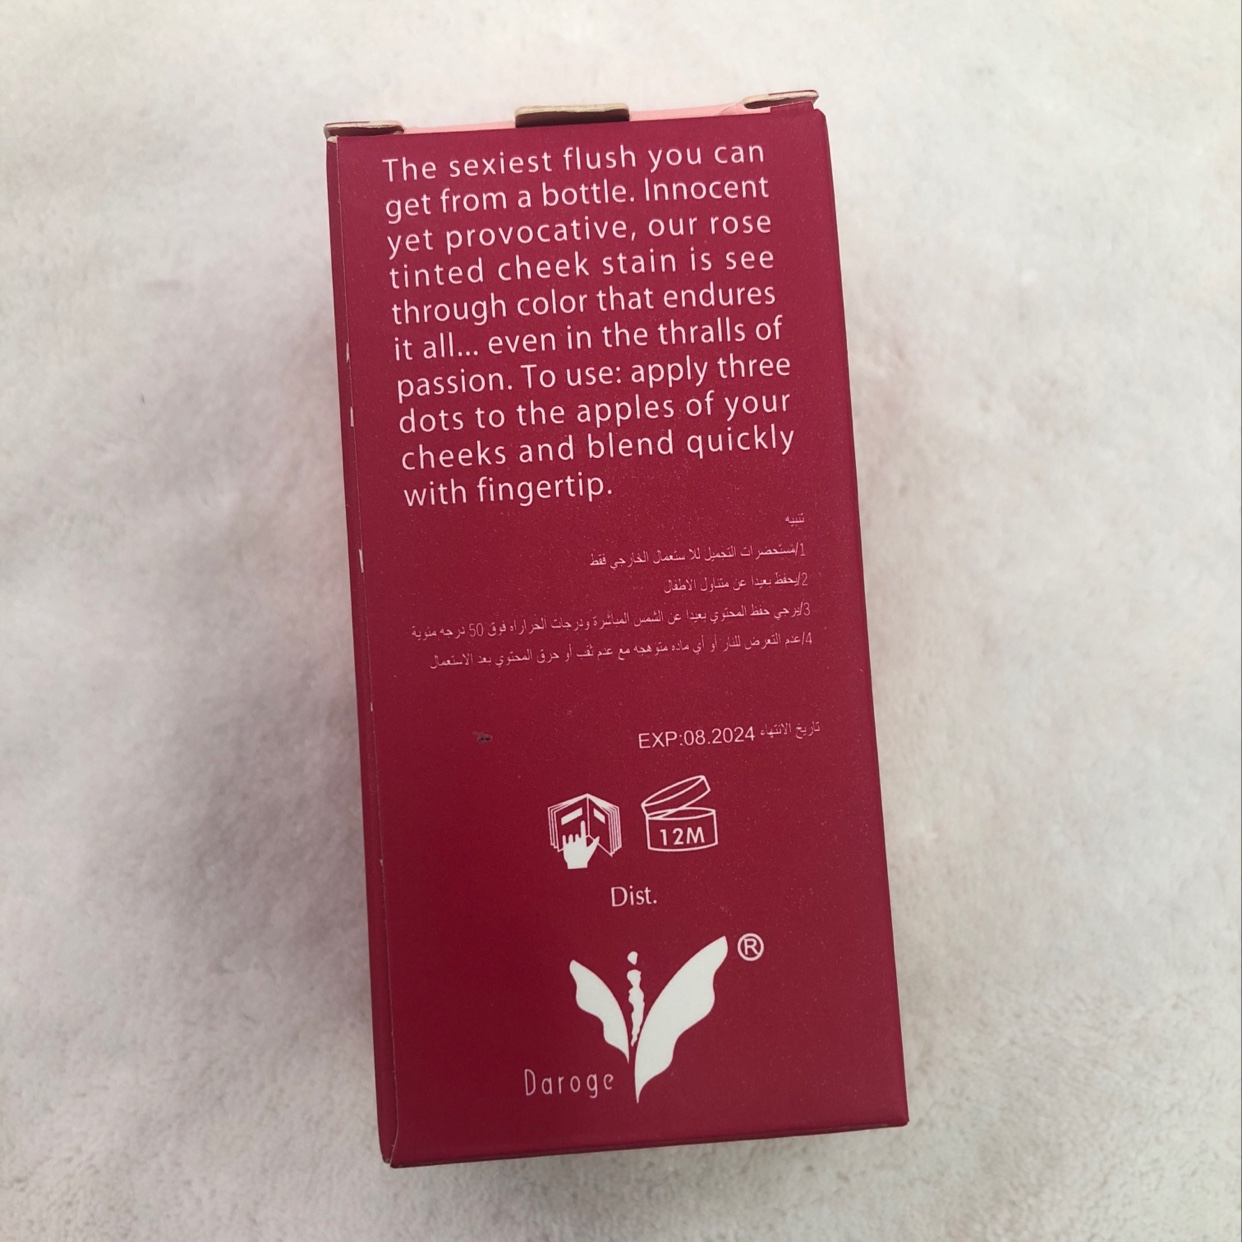 The sexiest flush you can
get from a bottle. Innocent
yet provocative, our rose
tinted cheek stain is see
through color that endures
it all... even in the thralls of
passion. To use: apply three
dots to the apples of your
cheeks and blend quickly
with fingertip.
تنبيه
1/مستحضرات التجميل للاستعمال الخارجي فقط
2/يحفظ بعيدا عن متناول الاطفال
3/يرجي حفظ المحتوي بعيدا عن الشمس المباشرة ودرجات الحراراه فوق 50 درجه مئوية
4/عدم التعرض للنار أو أي ماده متوهجه مع عدم ثقب أو حرق المحتوي بعد الاستعمال
EXP:08.2024 تاريخ الانتهاء
12M
Dist.
®
Daroge